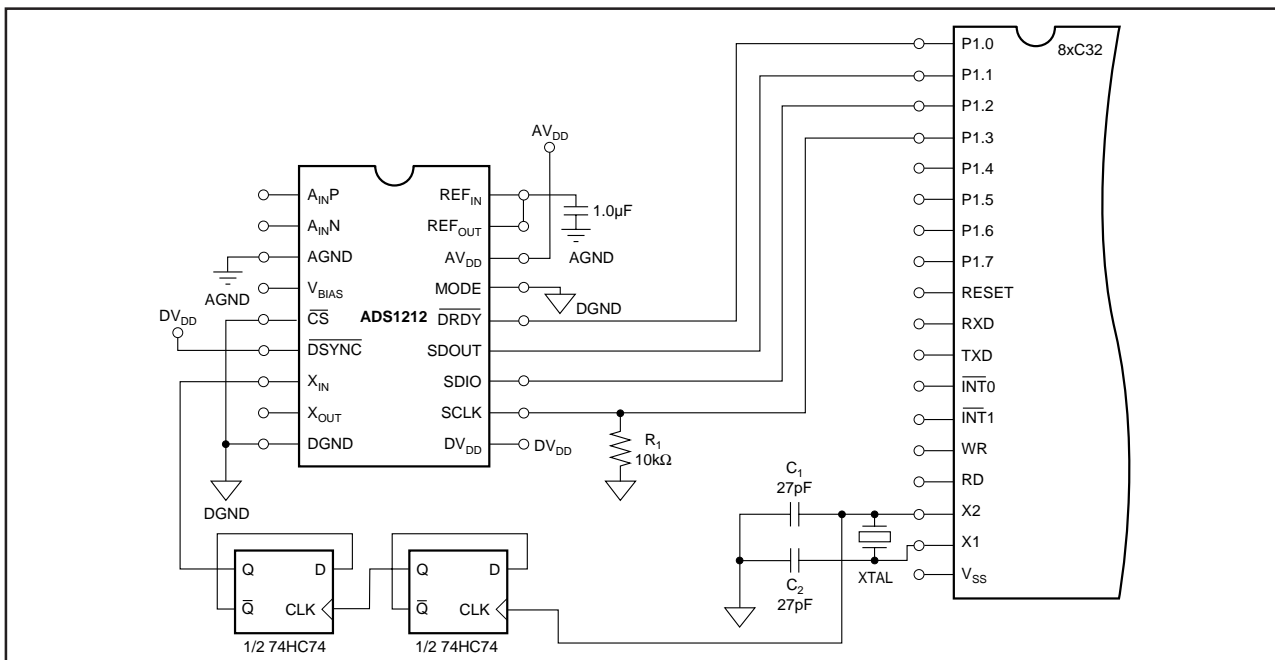 8xC32
P1.0
P1.1
P1.2
P1.3
P1.4
P1.5
P1.6
P1.7
RESET
RXD
TXD
INT0
INT1
WR
RD
X2
X1
VSS
AVDD
AINP
AINN
AGND
VBIAS
CS
DSYNC
XIN
XOUT
DGND
ADS1212
REFIN
REFOUT
AVDD
MODE
DRDY
SDOUT
SDIO
SCLK
DVDD
AGND
DVDD
DGND
1.0µF
AGND
DGND
DVDD
R1
10kΩ
C1
27pF
C2
27pF
XTAL
Q
D
Q
CLK
1/2 74HC74
Q
D
Q
CLK
1/2 74HC74